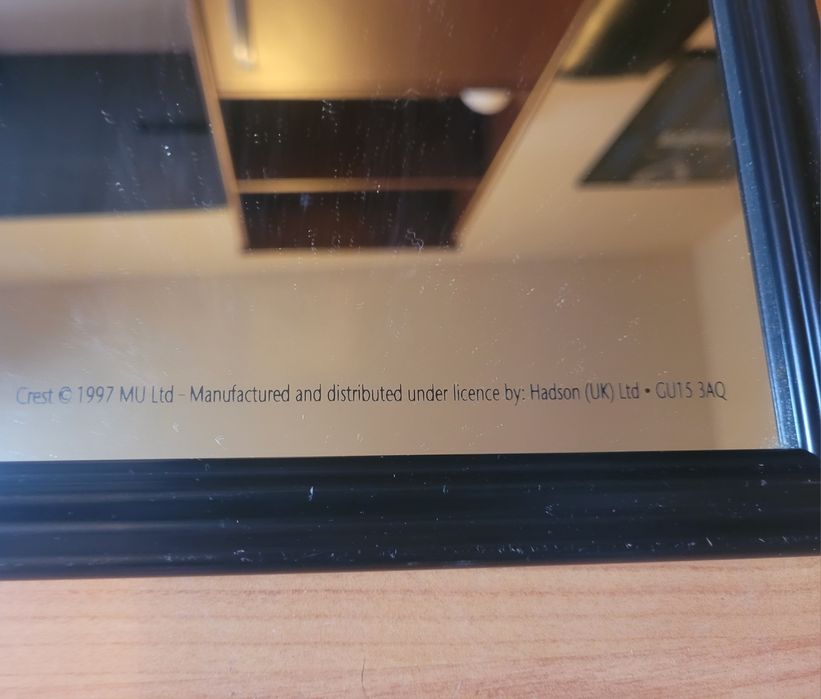 Crest © 1997 MU Ltd - Manufactured and distributed under licence by: Hadson (UK) Ltd • GU15 3AQ